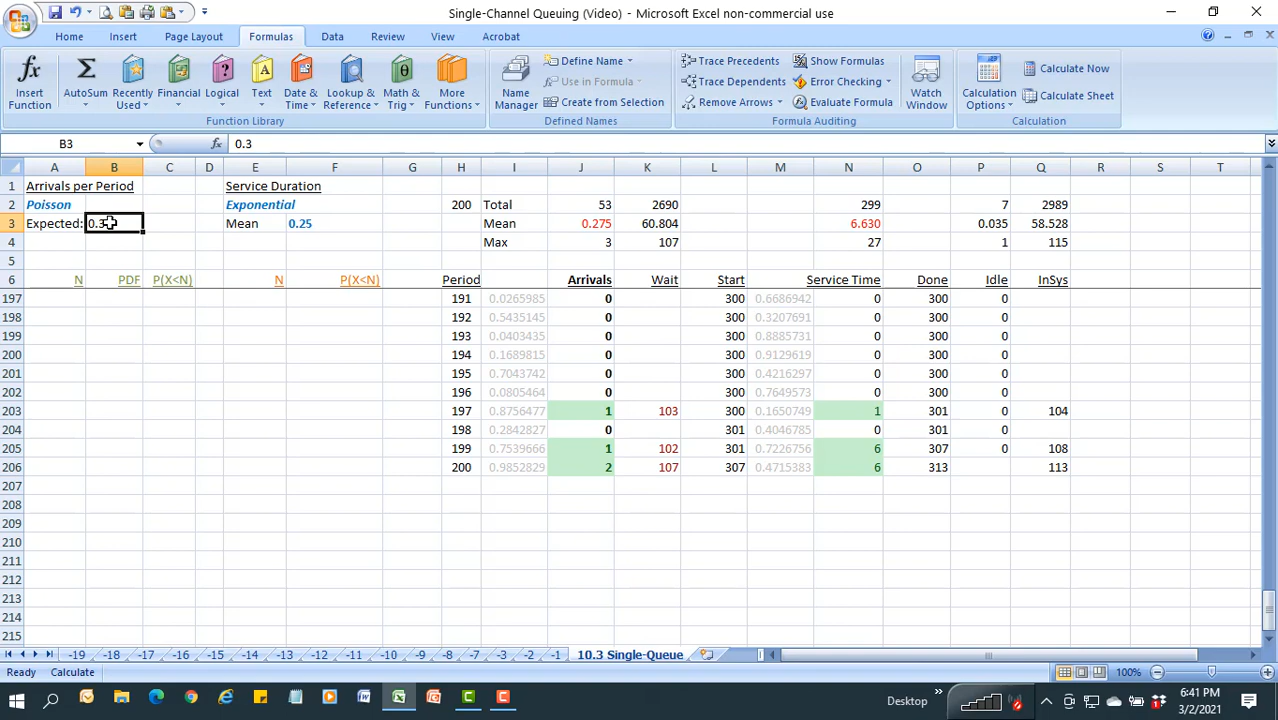 Single-Channel Queuing (Video) - Microsoft Excel non-commercial use
Home Insert Page Layout Formulas Data Review View Acrobat
Insert Function
AutoSum
Recently Used
Financial
Logical
Text
Date & Time
Lookup & Reference
Math & Trig
More Functions
Function Library
Name Manager
Define Name
Use in Formula
Create from Selection
Defined Names
Trace Precedents
Trace Dependents
Remove Arrows
Show Formulas
Error Checking
Evaluate Formula
Formula Auditing
Watch Window
Calculation Options
Calculate Now
Calculate Sheet
Calculation
B3 fx 0.3
A B C D E F G H I J K L M N O P Q R S T
1 Arrivals per Period Service Duration
2 Poisson Exponential 200 Total 53 2690 299 7 2989
3 Expected: 0.3 Mean 0.25 Mean 0.275 60.804 6.630 0.035 58.528
4 Max 3 107 27 1 115
5
6 N PDF P(X<N) N P(X<N) Period Arrivals Wait Start Service Time Done Idle InSys
197 191 0.0265985 0 300 0.6686942 0 300 0
198 192 0.5435145 0 300 0.3207691 0 300 0
199 193 0.0403435 0 300 0.8885731 0 300 0
200 194 0.1689815 0 300 0.9129619 0 300 0
201 195 0.7043742 0 300 0.4216297 0 300 0
202 196 0.0805464 0 300 0.7649573 0 300 0
203 197 0.8756477 1 103 300 0.1650749 1 301 0 104
204 198 0.2842827 0 301 0.4046785 0 301 0
205 199 0.7539666 1 102 301 0.7226756 6 307 0 108
206 200 0.9852829 2 107 307 0.4715383 6 313 113
207
208
209
210
211
212
213
214
215
-19 -18 -17 -16 -15 -14 -13 -12 -11 -10 -9 -8 -7 -3 -2 -1 10.3 Single-Queue
Ready Calculate 100%
Desktop
6:41 PM
3/2/2021